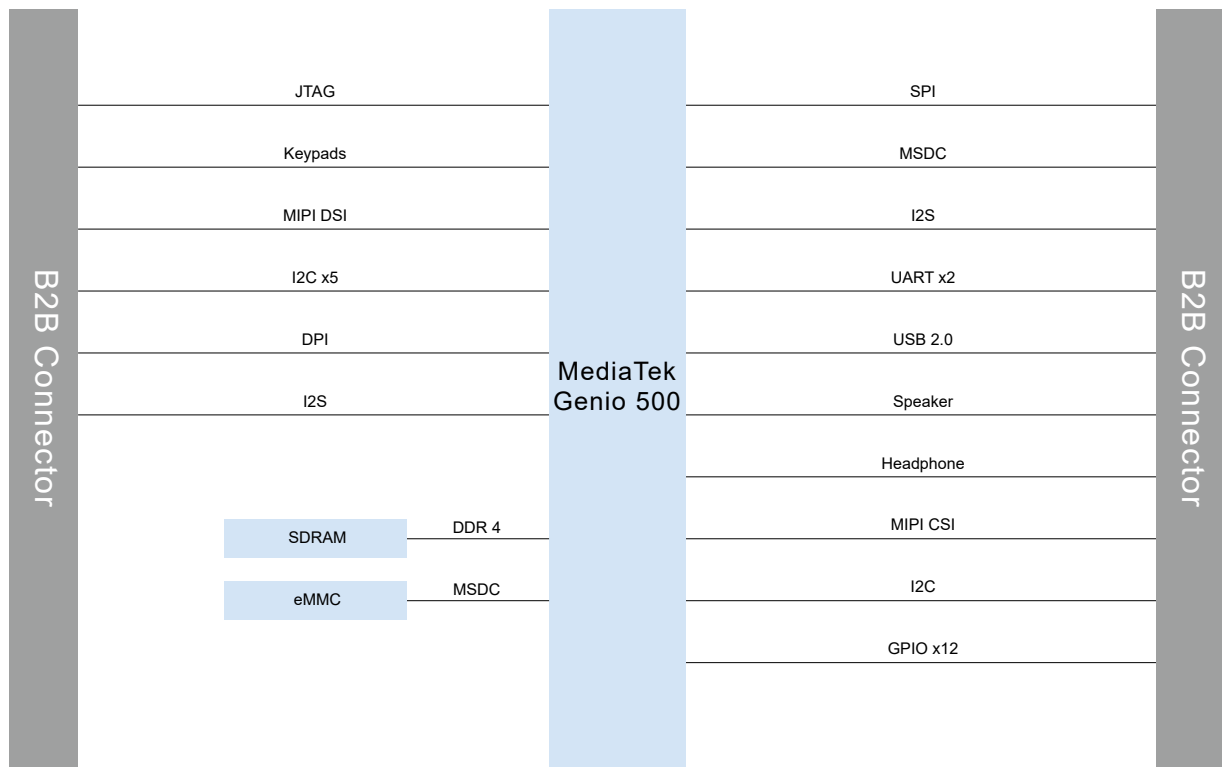 B2B Connector
JTAG
Keypads
MIPI DSI
I2C x5
DPI
I2S
SDRAM
DDR 4
eMMC
MSDC
MediaTek
Genio 500
SPI
MSDC
I2S
UART x2
USB 2.0
Speaker
Headphone
MIPI CSI
I2C
GPIO x12
B2B Connector